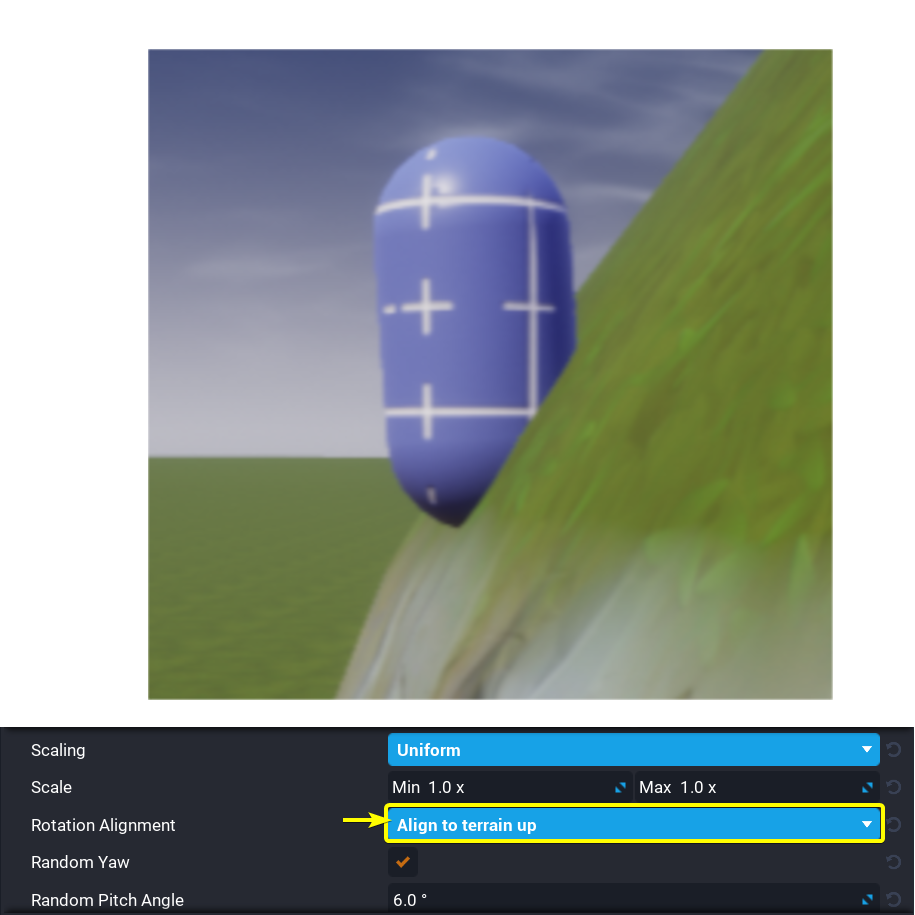 Scaling Uniform
Scale Min 1.0 x Max 1.0 x
Rotation Alignment Align to terrain up
Random Yaw
Random Pitch Angle 6.0 °